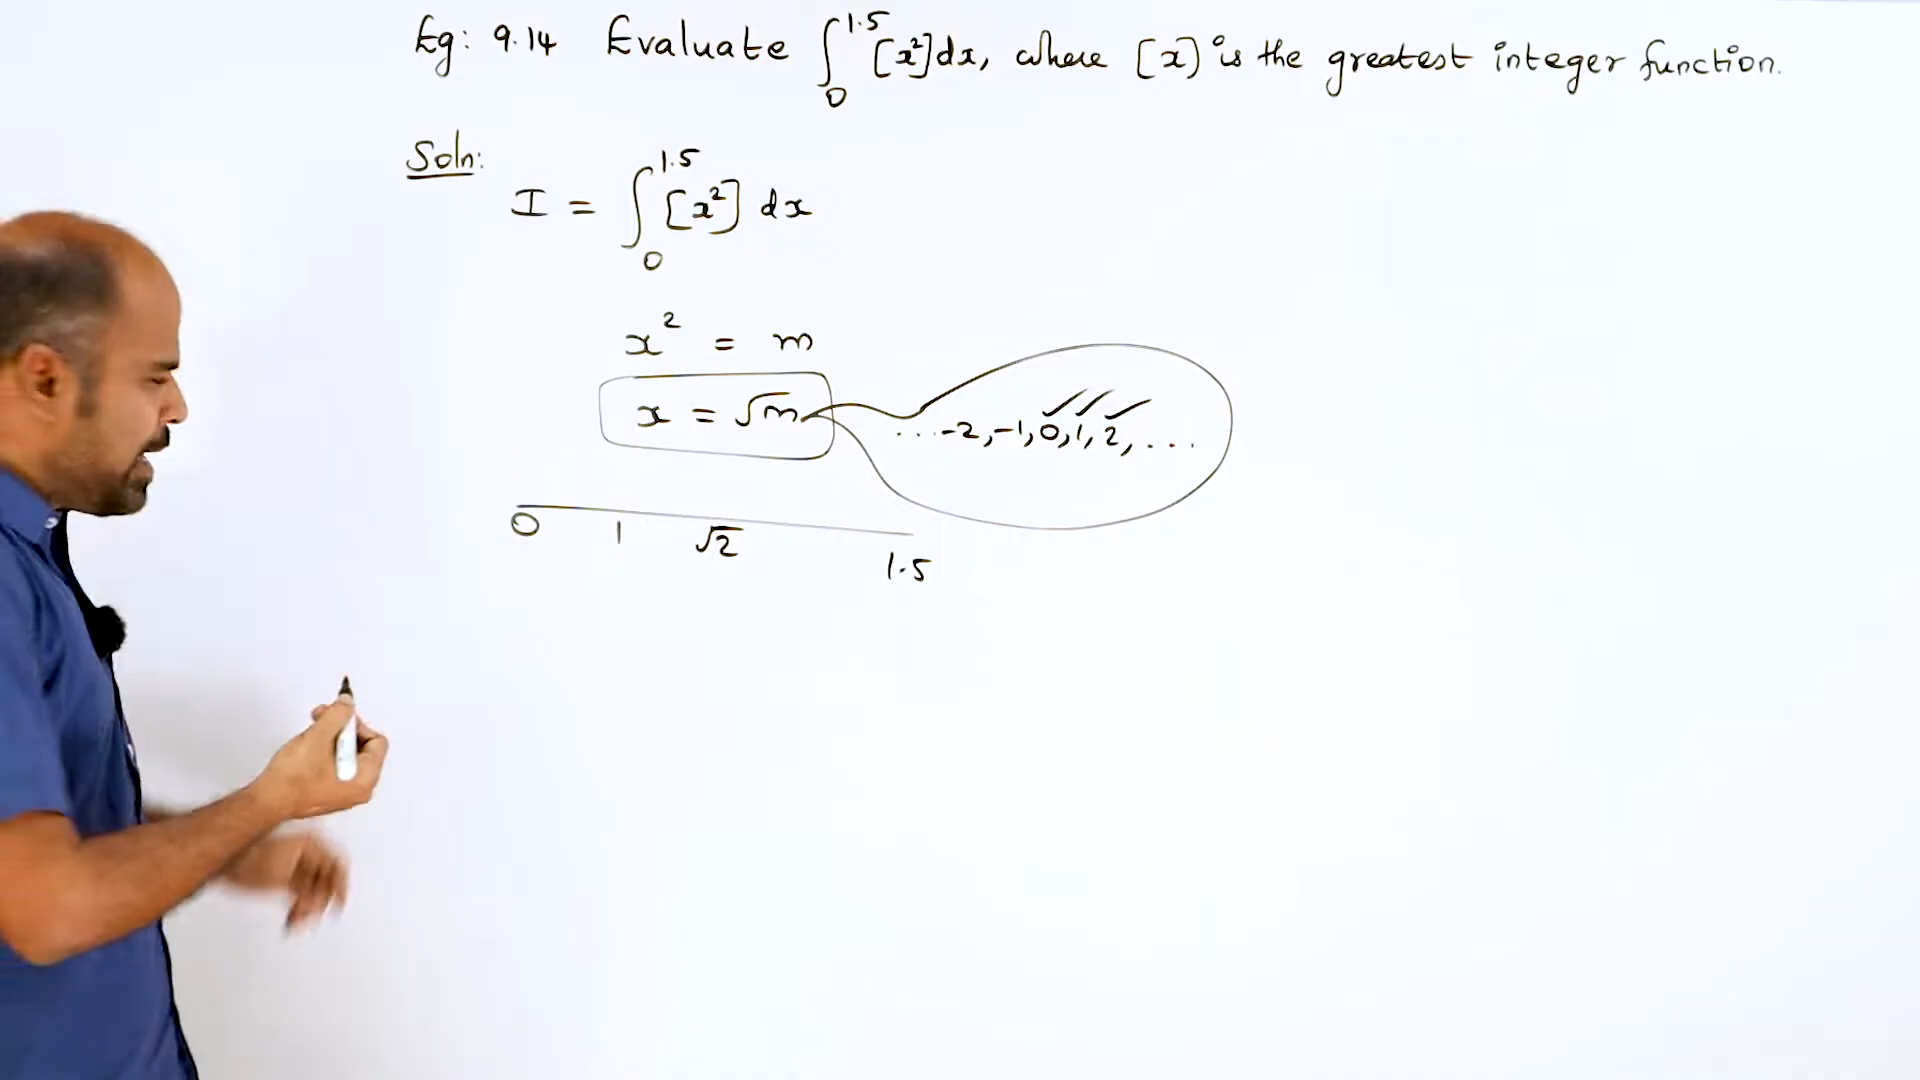 Eg: 9.14 Evaluate ∫₀^1.5 [x²]dx, where [x] is the greatest integer function.
Soln:
I = ∫₀^1.5 [x²] dx
x² = m
x = √m
...-2,-1,0,1,2,...
0 1 √2 1.5